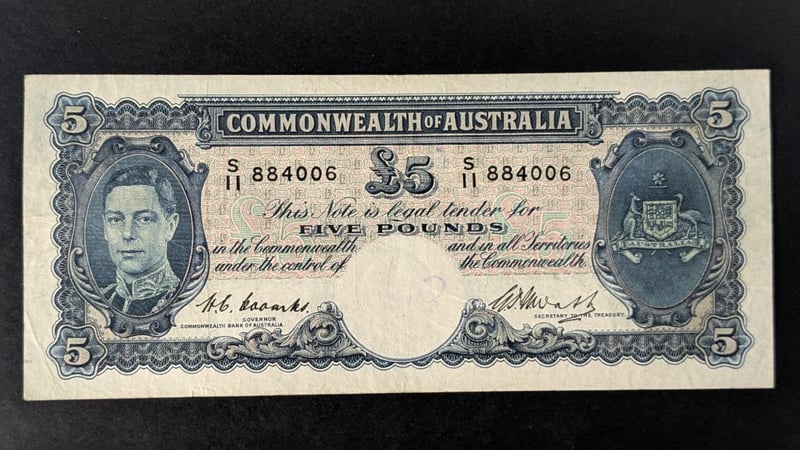 5 5
COMMONWEALTH OF AUSTRALIA
S/11 884006 £5 S/11 884006
This Note is legal tender for
FIVE POUNDS
in the Commonwealth and in all Territories
under the control of the Commonwealth
AUSTRALIA
GOVERNOR
COMMONWEALTH BANK OF AUSTRALIA.
SECRETARY TO THE TREASURY.
5 5